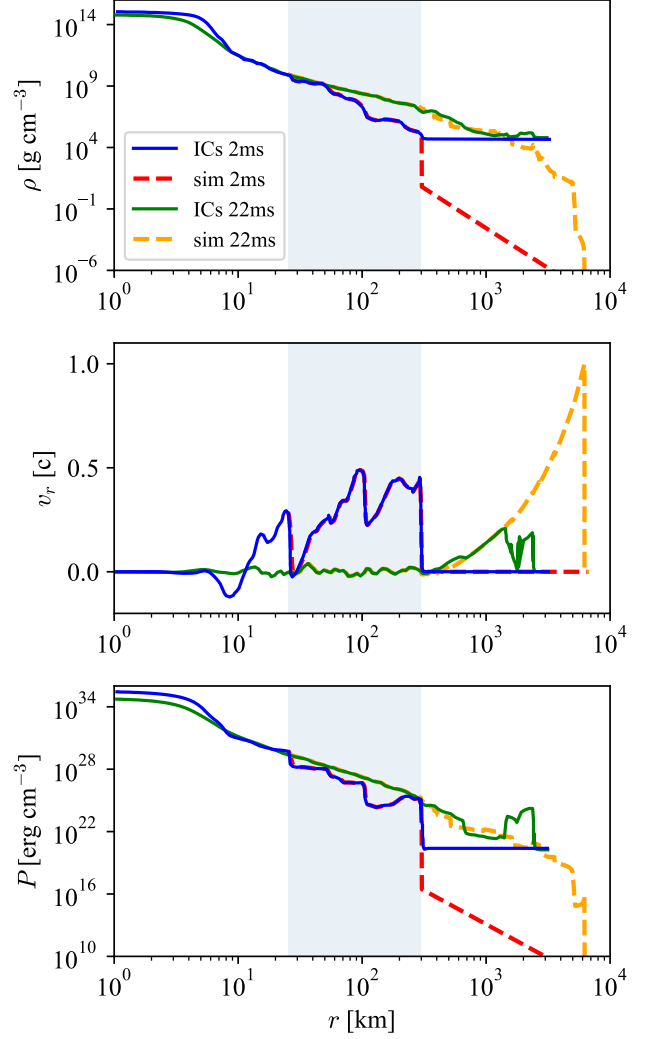 10^14
10^9
10^4
10^−1
10^−6
ρ [g cm^−3]
ICs 2ms
sim 2ms
ICs 22ms
sim 22ms
10^0 10^1 10^2 10^3 10^4
1.0
0.5
0.0
v_r [c]
10^0 10^1 10^2 10^3 10^4
10^34
10^28
10^22
10^16
10^10
P [erg cm^−3]
10^0 10^1 10^2 10^3 10^4
r [km]